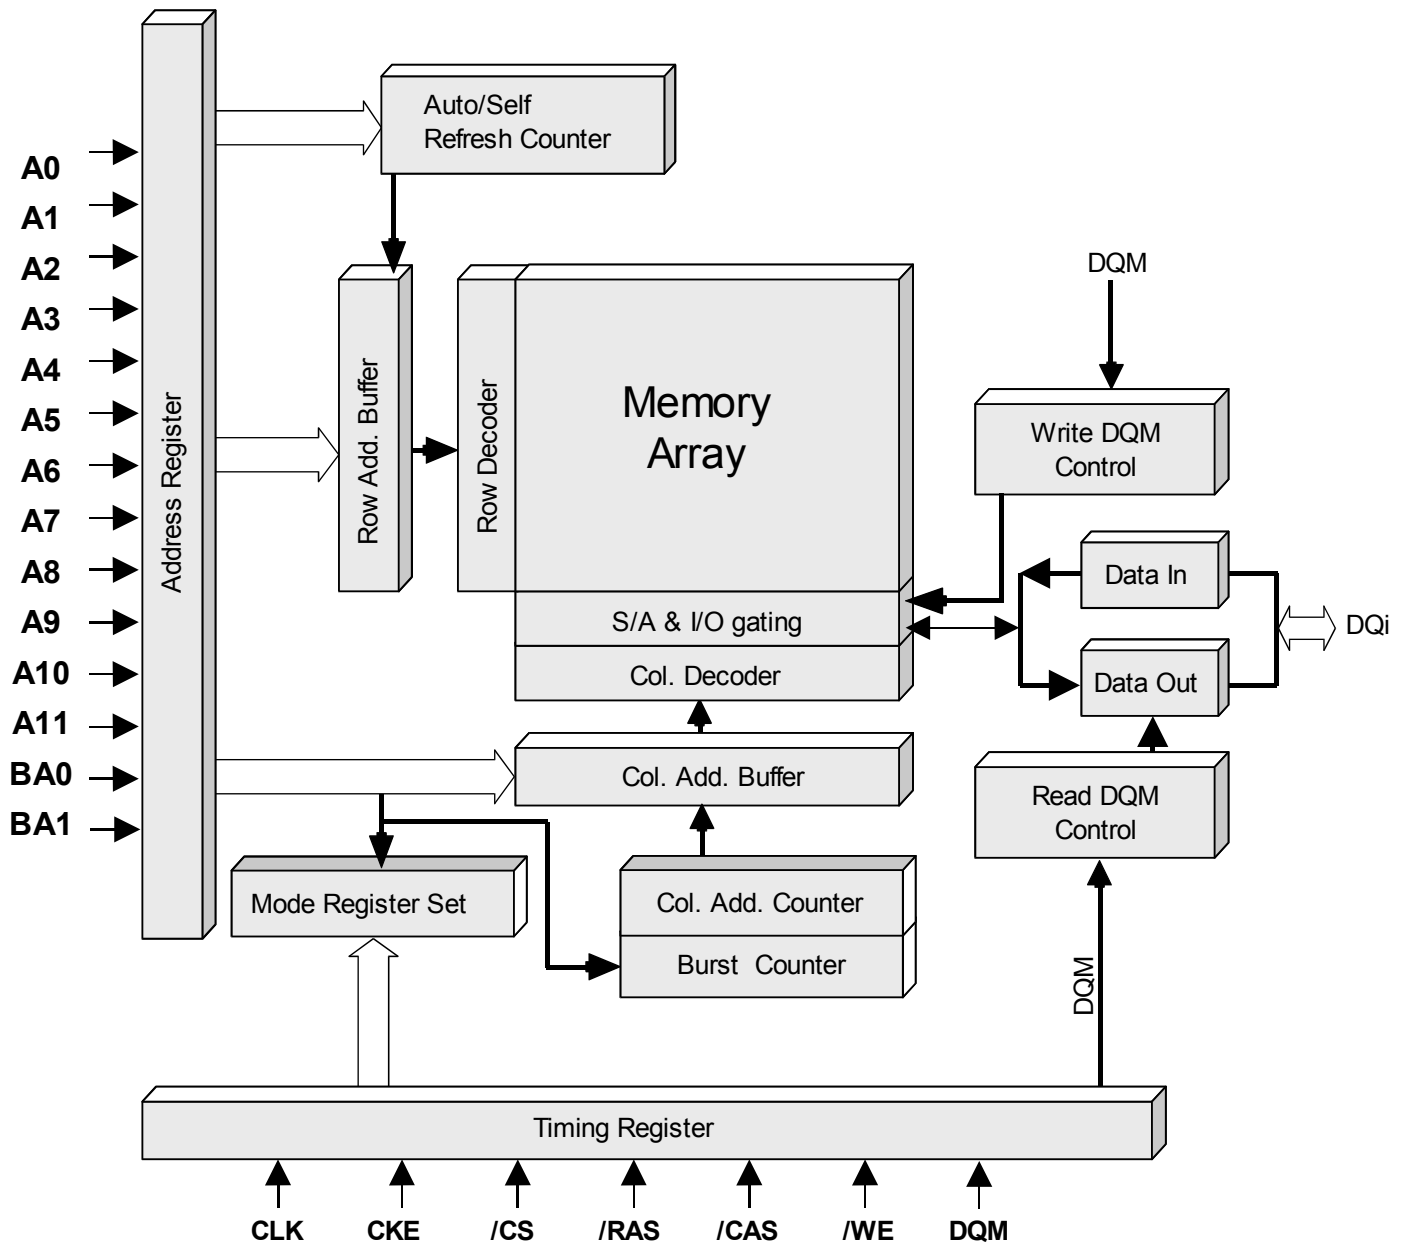 Auto/Self
Refresh Counter
A0
A1
A2
A3
A4
A5
A6
A7
A8
A9
A10
A11
BA0
BA1
Address Register
Row Add. Buffer
Row Decoder
Memory
Array
S/A & I/O gating
Col. Decoder
Col. Add. Buffer
Mode Register Set
Col. Add. Counter
Burst Counter
DQM
Write DQM
Control
Data In
DQi
Data Out
Read DQM
Control
DQM
Timing Register
CLK
CKE
/CS
/RAS
/CAS
/WE
DQM